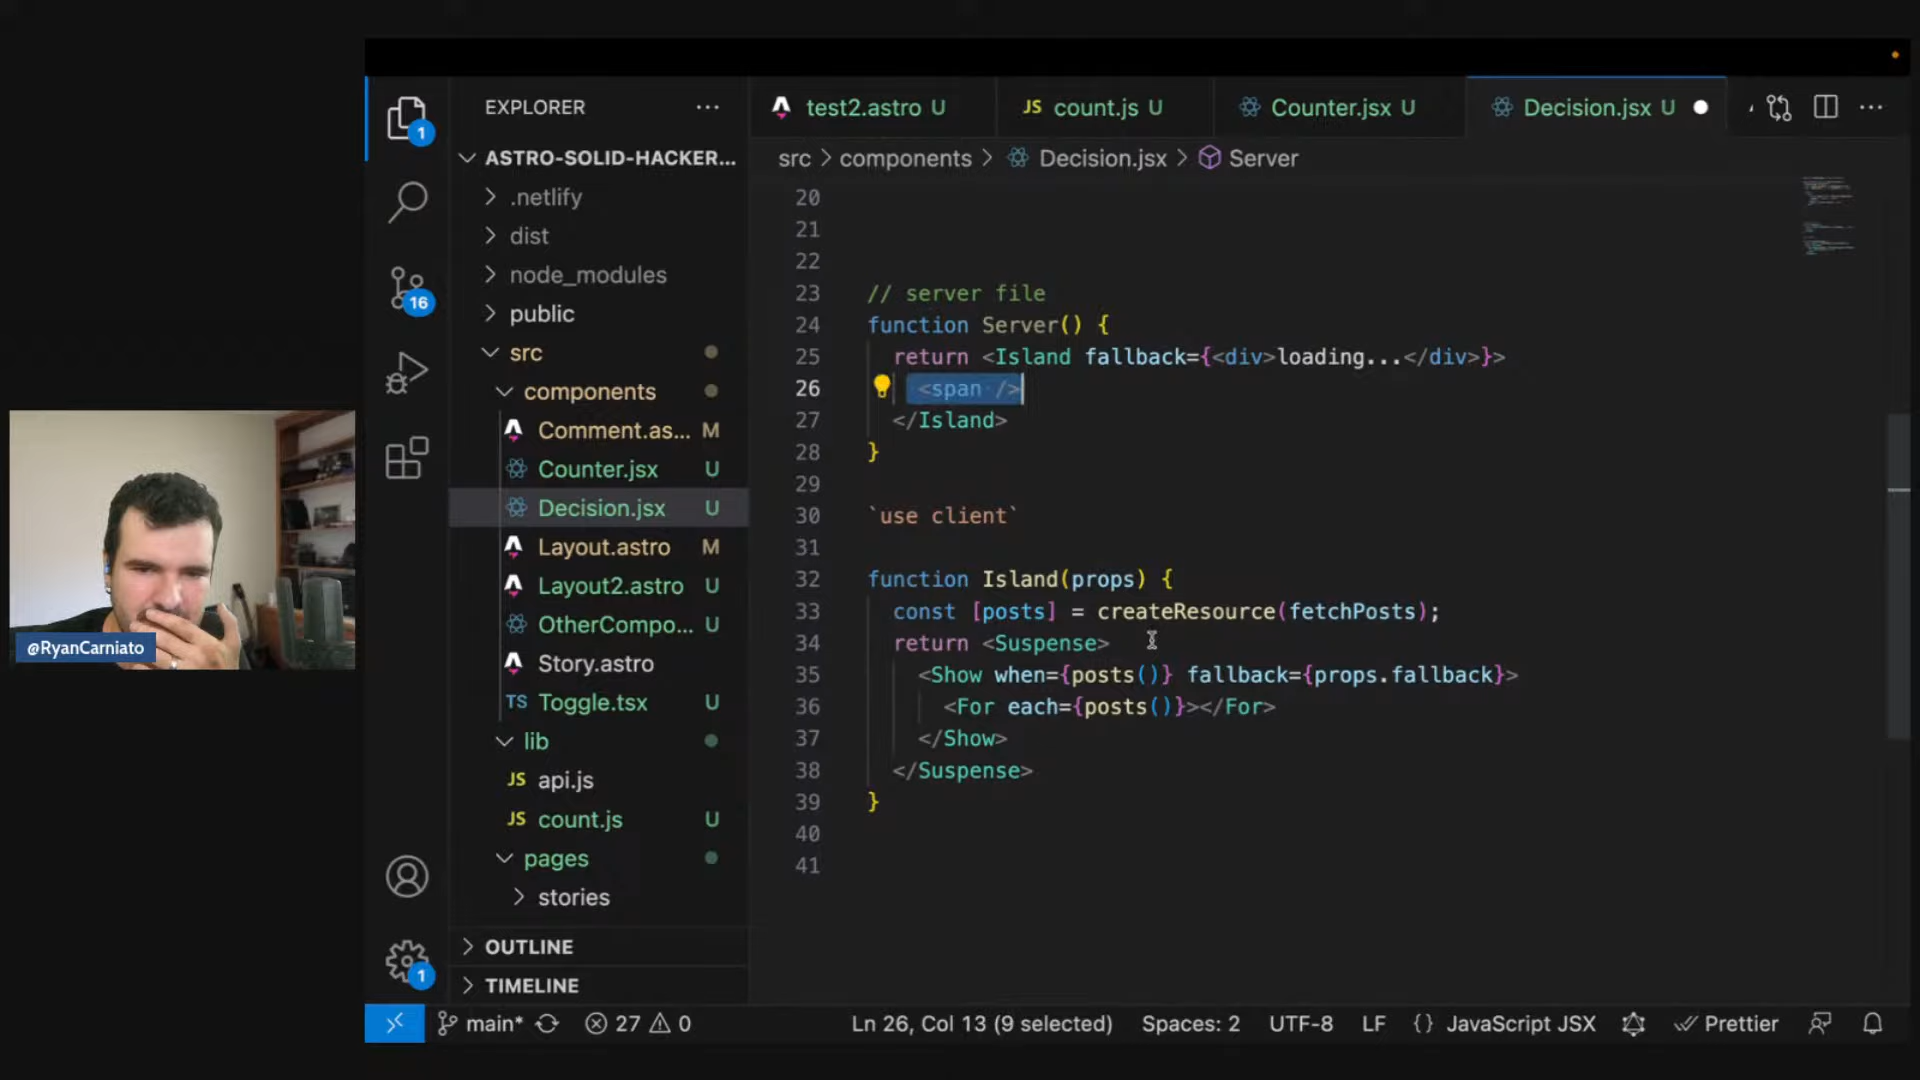 EXPLORER
ASTRO-SOLID-HACKER...
.netlify
dist
node_modules
public
src
components
Comment.as... M
Counter.jsx U
Decision.jsx U
Layout.astro M
Layout2.astro U
OtherCompo... U
Story.astro
TS Toggle.tsx U
lib
JS api.js
JS count.js U
pages
stories
OUTLINE
TIMELINE
1
16
1
test2.astro U
JS count.js U
Counter.jsx U
Decision.jsx U
src > components > Decision.jsx > Server
20
21
22
23 // server file
24 function Server() {
25 return <Island fallback={<div>loading...</div>}>
26 <span />
27 </Island>
28 }
29
30 `use client`
31
32 function Island(props) {
33 const [posts] = createResource(fetchPosts);
34 return <Suspense>
35 <Show when={posts()} fallback={props.fallback}>
36 <For each={posts()}></For>
37 </Show>
38 </Suspense>
39 }
40
41
@RyanCarniato
main* 27 0 Ln 26, Col 13 (9 selected) Spaces: 2 UTF-8 LF {} JavaScript JSX Prettier